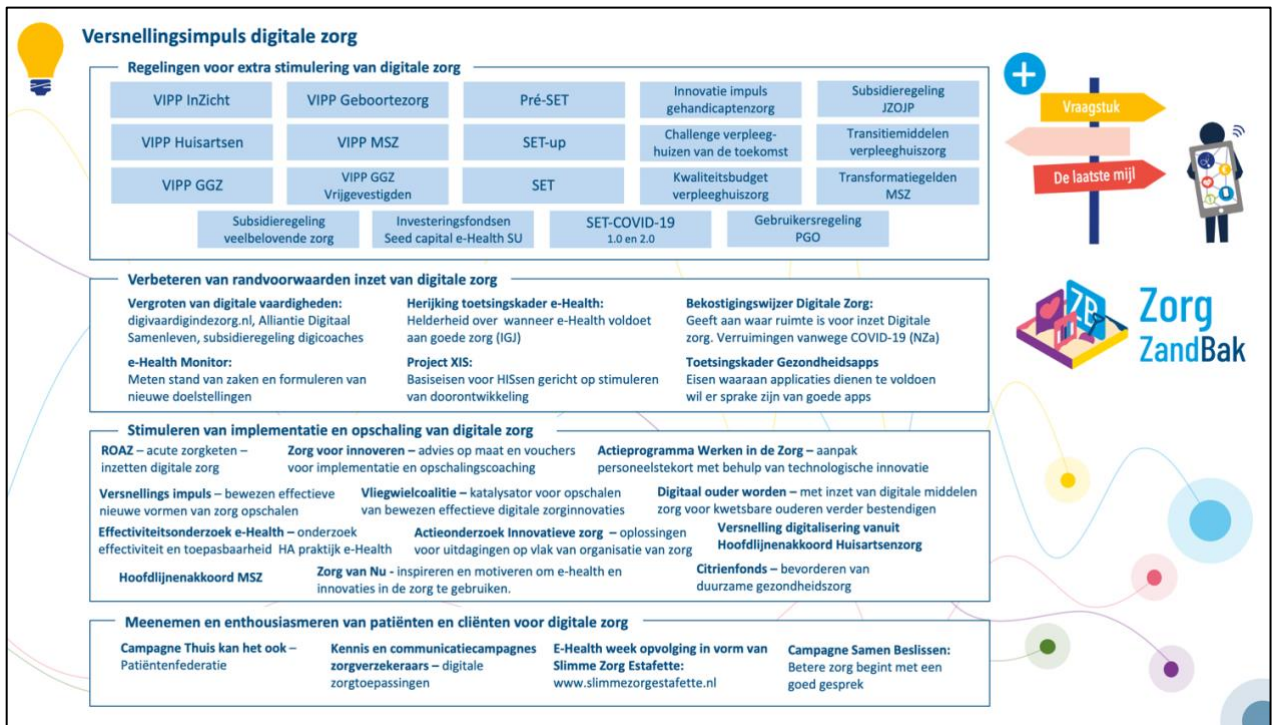 Versnellingsimpuls digitale zorg
Regelingen voor extra stimulering van digitale zorg
VIPP InZicht
VIPP Geboortezorg
Pré-SET
Innovatie impuls
gehandicaptenzorg
Subsidieregeling
JZOJP
VIPP Huisartsen
VIPP MSZ
SET-up
Challenge verpleeg-
huizen van de toekomst
Transitiemiddelen
verpleeghuiszorg
VIPP GGZ
VIPP GGZ
Vrijgevestigden
SET
Kwaliteitsbudget
verpleeghuiszorg
Transformatiegelden
MSZ
Subsidieregeling
veelbelovende zorg
Investeringsfondsen
Seed capital e-Health SU
SET-COVID-19
1.0 en 2.0
Gebruikersregeling
PGO
Vraagstuk
De laatste mijl
Verbeteren van randvoorwaarden inzet van digitale zorg
Vergroten van digitale vaardigheden:
digivaardigindezorg.nl, Alliantie Digitaal
Samenleven, subsidieregeling digicoaches
Herijking toetsingskader e-Health:
Helderheid over wanneer e-Health voldoet
aan goede zorg (IGJ)
Bekostigingswijzer Digitale Zorg:
Geeft aan waar ruimte is voor inzet Digitale
zorg. Verruimingen vanwege COVID-19 (NZa)
e-Health Monitor:
Meten stand van zaken en formuleren van
nieuwe doelstellingen
Project XIS:
Basiseisen voor HISsen gericht op stimuleren
van doorontwikkeling
Toetsingskader Gezondheidsapps
Eisen waaraan applicaties dienen te voldoen
wil er sprake zijn van goede apps
ZB
Zorg
ZandBak
Stimuleren van implementatie en opschaling van digitale zorg
ROAZ – acute zorgketen –
inzetten digitale zorg
Zorg voor innoveren – advies op maat en vouchers
voor implementatie en opschalingscoaching
Actieprogramma Werken in de Zorg – aanpak
personeelstekort met behulp van technologische innovatie
Versnellings impuls – bewezen effectieve
nieuwe vormen van zorg opschalen
Vliegwielcoalitie – katalysator voor opschalen
van bewezen effectieve digitale zorginnovaties
Digitaal ouder worden – met inzet van digitale middelen
zorg voor kwetsbare ouderen verder bestendigen
Effectiviteitsonderzoek e-Health – onderzoek
effectiviteit en toepasbaarheid HA praktijk e-Health
Actieonderzoek Innovatieve zorg – oplossingen
voor uitdagingen op vlak van organisatie van zorg
Versnelling digitalisering vanuit
Hoofdlijnenakkoord Huisartsenzorg
Hoofdlijnenakkoord MSZ
Zorg van Nu - inspireren en motiveren om e-health en
innovaties in de zorg te gebruiken.
Citrienfonds – bevorderen van
duurzame gezondheidszorg
Meenemen en enthousiasmeren van patiënten en cliënten voor digitale zorg
Campagne Thuis kan het ook –
Patiëntenfederatie
Kennis en communicatiecampagnes
zorgverzekeraars – digitale
zorgtoepassingen
E-Health week opvolging in vorm van
Slimme Zorg Estafette:
www.slimmezorgestafette.nl
Campagne Samen Beslissen:
Betere zorg begint met een
goed gesprek